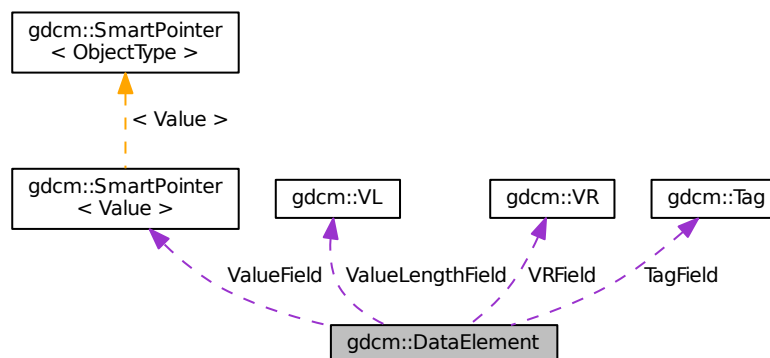 gdcm::SmartPointer
< ObjectType >
< Value >
gdcm::SmartPointer
< Value >
gdcm::VL
gdcm::VR
gdcm::Tag
ValueField
ValueLengthField
VRField
TagField
gdcm::DataElement